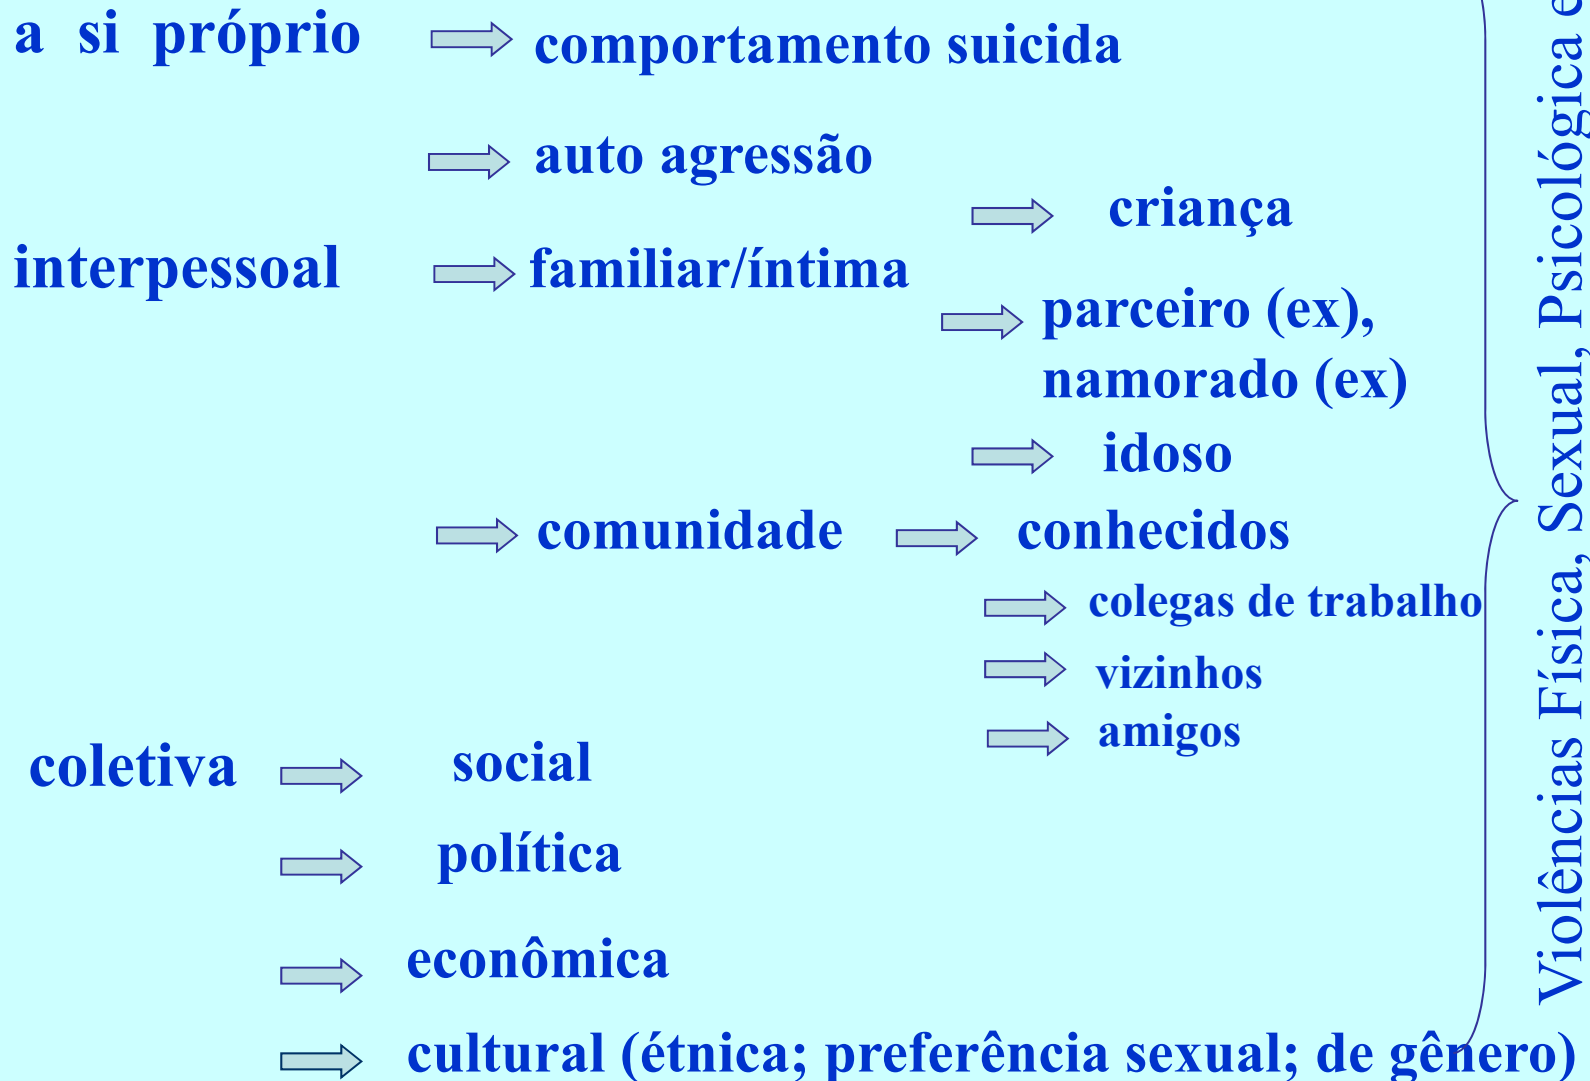 a si próprio
comportamento suicida
auto agressão
criança
interpessoal
familiar/íntima
parceiro (ex),
namorado (ex)
idoso
comunidade
conhecidos
colegas de trabalho
vizinhos
amigos
coletiva
social
política
econômica
cultural (étnica; preferência sexual; de gênero)
Violências Física, Sexual, Psicológica e